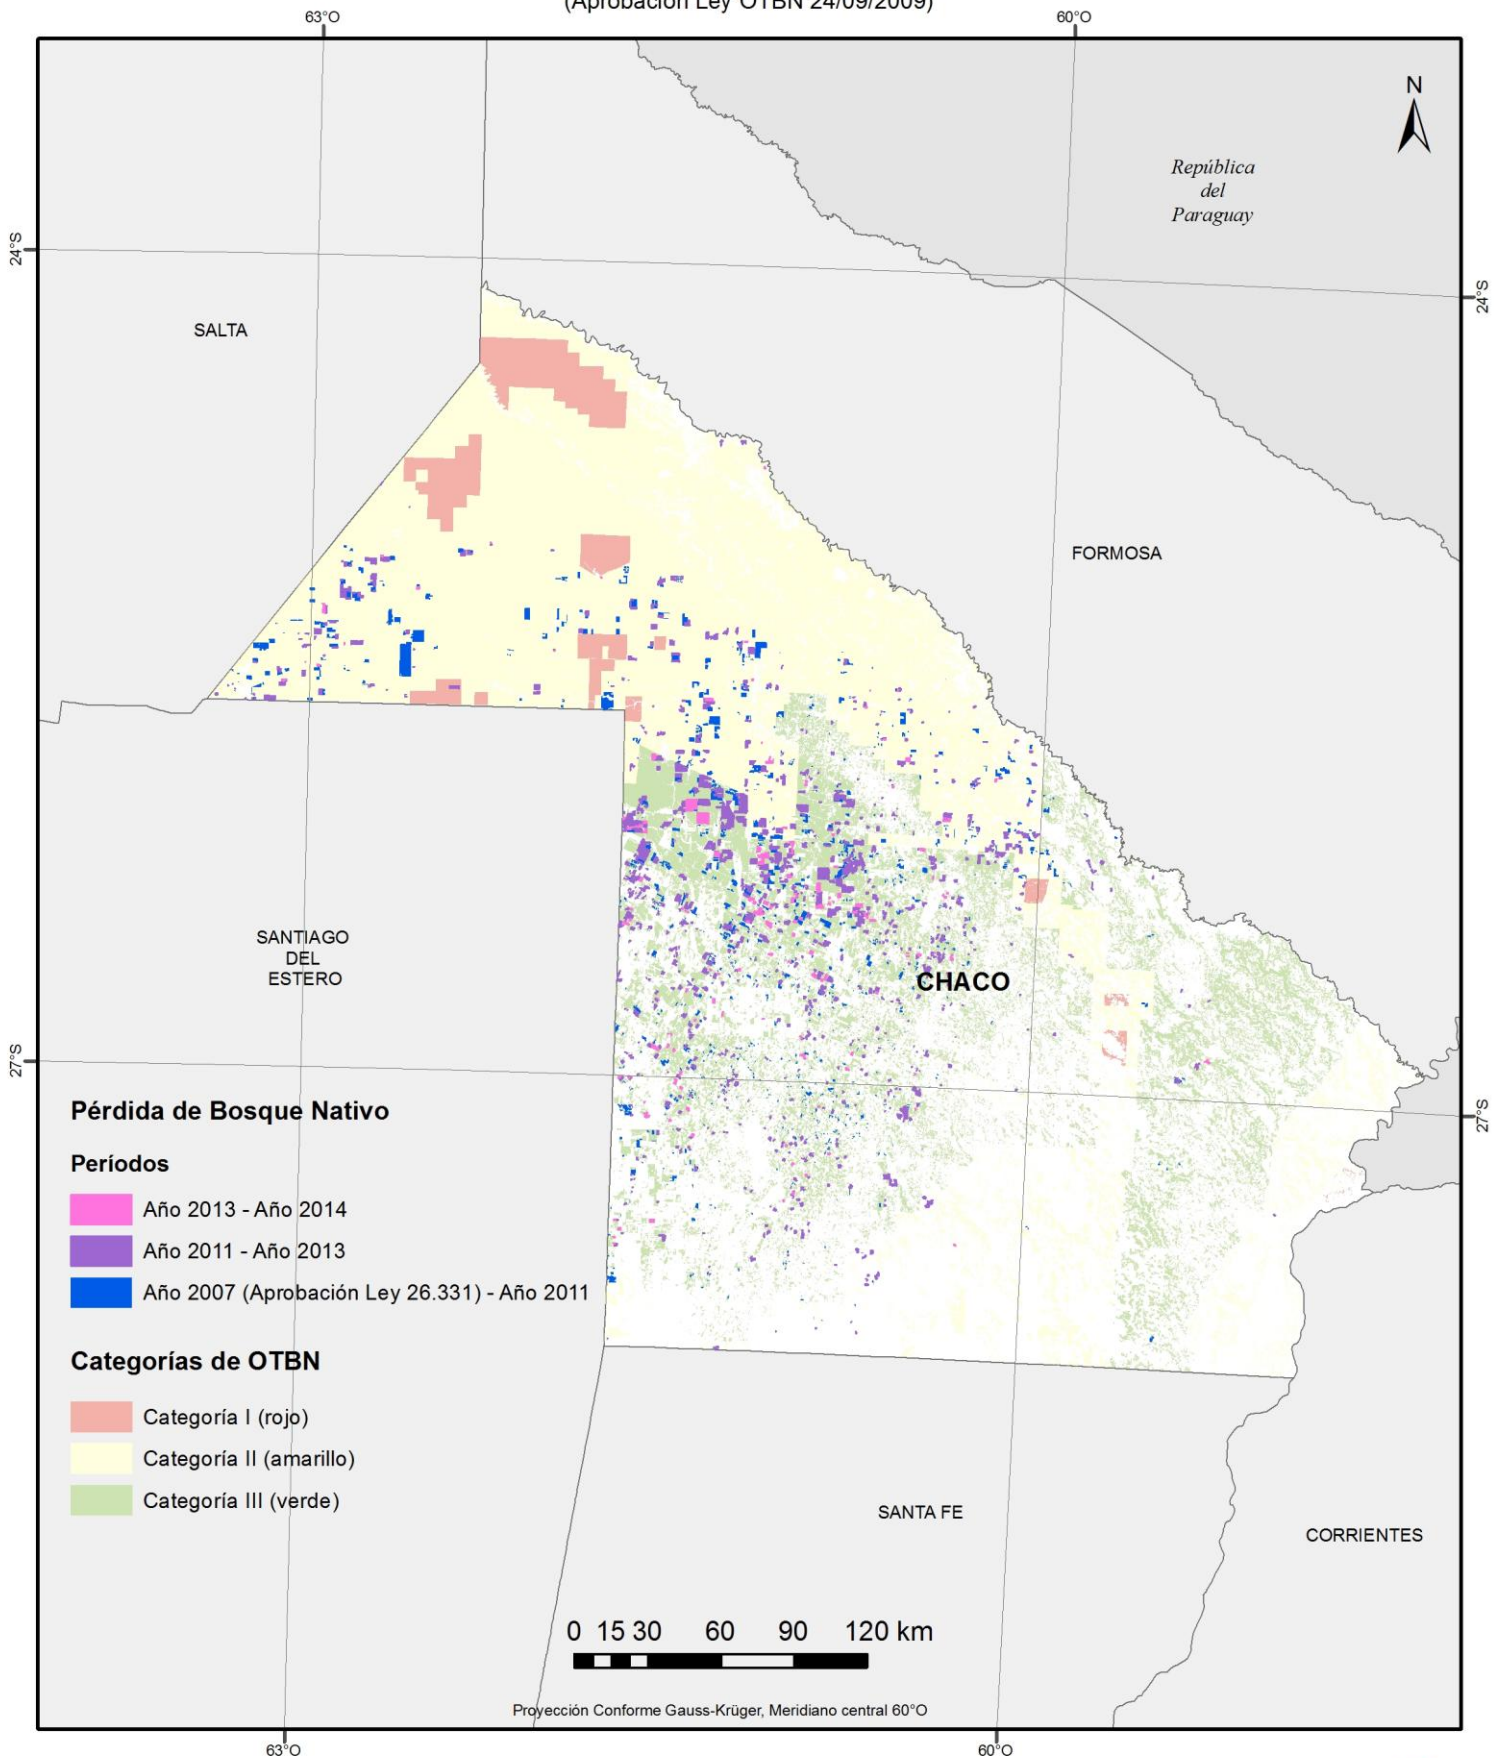 (Aprobación Ley OTBN 24/09/2009)
63°O
60°O
N
República
del
Paraguay
24°S
24°S
SALTA
FORMOSA
SANTIAGO
DEL
ESTERO
CHACO
27°S
27°S
Pérdida de Bosque Nativo
Períodos
Año 2013 - Año 2014
Año 2011 - Año 2013
Año 2007 (Aprobación Ley 26.331) - Año 2011
Categorías de OTBN
Categoría I (rojo)
Categoría II (amarillo)
Categoría III (verde)
SANTA FE
CORRIENTES
0 15 30 60 90 120 km
Proyección Conforme Gauss-Krüger, Meridiano central 60°O
63°O
60°O